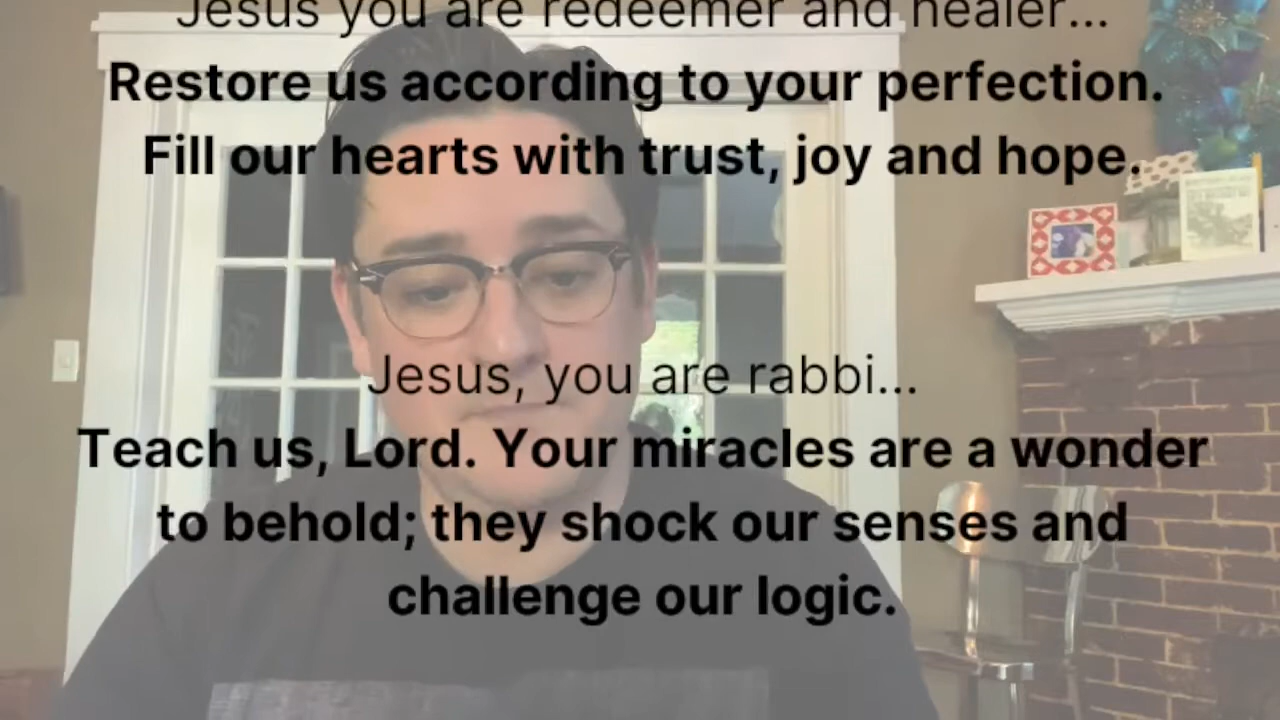 Jesus you are redeemer and healer...
Restore us according to your perfection.
Fill our hearts with trust, joy and hope.
Jesus, you are rabbi...
Teach us, Lord. Your miracles are a wonder
to behold; they shock our senses and
challenge our logic.